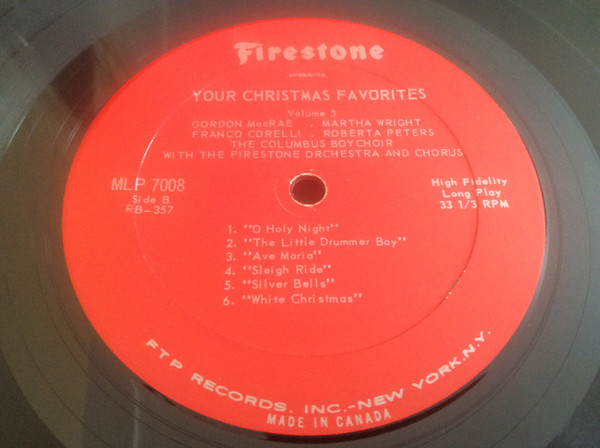 Firestone
presents
YOUR CHRISTMAS FAVORITES
Volume 3
GORDON MacRAE . MARTHA WRIGHT
FRANCO CORELLI . ROBERTA PETERS
THE COLUMBUS BOYCHOIR
WITH THE FIRESTONE ORCHESTRA AND CHORUS
MLP 7008
Side B
RB-357
High Fidelity
Long Play
33 1/3 RPM
1. "O Holy Night"
2. "The Little Drummer Boy"
3. "Ave Maria"
4. "Sleigh Ride"
5. "Silver Bells"
6. "White Christmas"
FTP RECORDS, INC.-NEW YORK,N.Y.
MADE IN CANADA